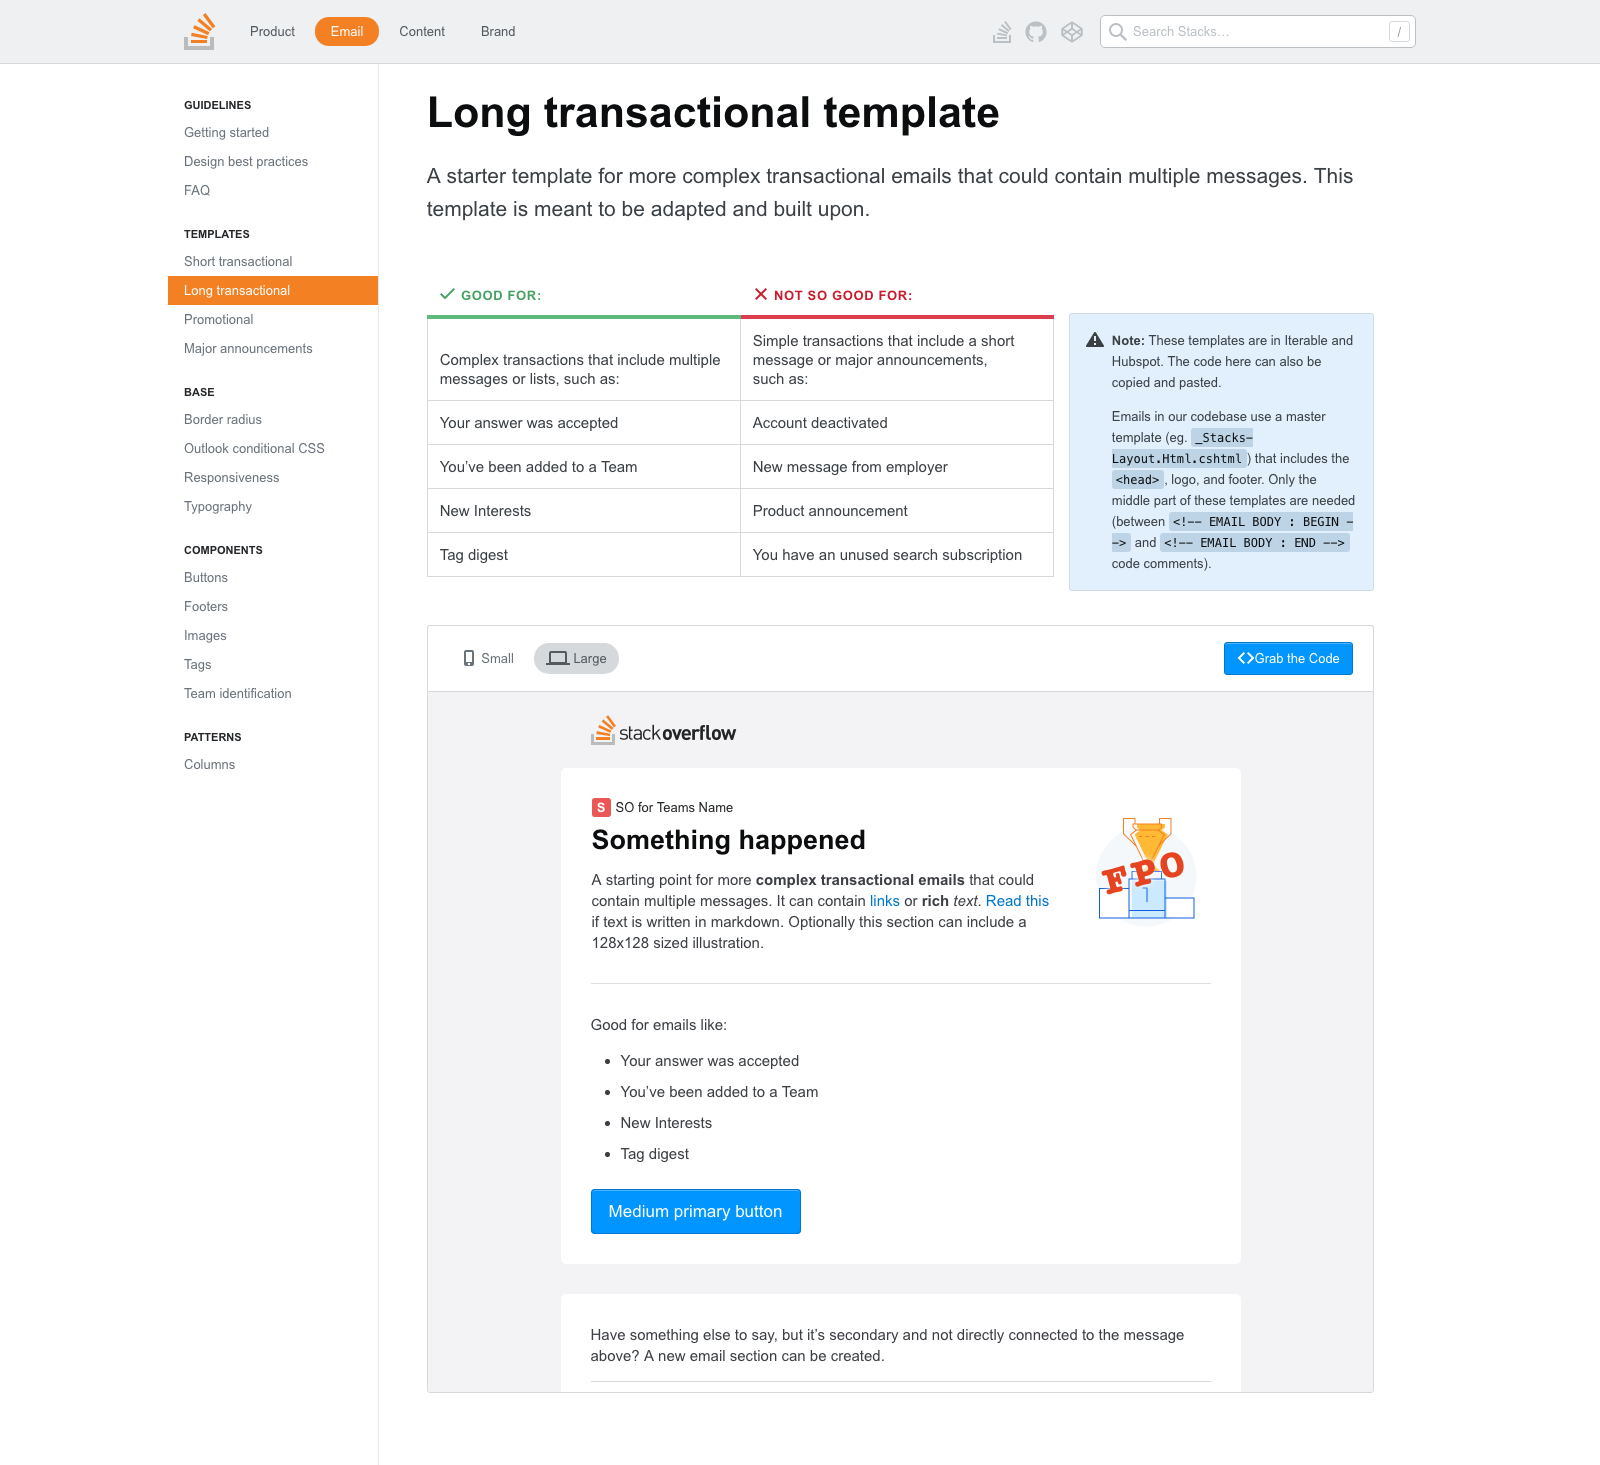 Product
Email
Content
Brand
Search Stacks…
/
GUIDELINES
Getting started
Design best practices
FAQ
TEMPLATES
Short transactional
Long transactional
Promotional
Major announcements
BASE
Border radius
Outlook conditional CSS
Responsiveness
Typography
COMPONENTS
Buttons
Footers
Images
Tags
Team identification
PATTERNS
Columns
Long transactional template
A starter template for more complex transactional emails that could contain multiple messages. This
template is meant to be adapted and built upon.
GOOD FOR:
NOT SO GOOD FOR:
Complex transactions that include multiple
messages or lists, such as:
Simple transactions that include a short
message or major announcements,
such as:
Your answer was accepted
Account deactivated
You’ve been added to a Team
New message from employer
New Interests
Product announcement
Tag digest
You have an unused search subscription
Note: These templates are in Iterable and
Hubspot. The code here can also be
copied and pasted.
Emails in our codebase use a master
template (eg. _Stacks-
Layout.Html.cshtml) that includes the
<head>, logo, and footer. Only the
middle part of these templates are needed
(between <!-- EMAIL BODY : BEGIN -
-> and <!-- EMAIL BODY : END -->
code comments).
Small
Large
Grab the Code
stackoverflow
S SO for Teams Name
Something happened
A starting point for more complex transactional emails that could
contain multiple messages. It can contain links or rich text. Read this
if text is written in markdown. Optionally this section can include a
128x128 sized illustration.
FPO
1
Good for emails like:
• Your answer was accepted
• You’ve been added to a Team
• New Interests
• Tag digest
Medium primary button
Have something else to say, but it’s secondary and not directly connected to the message
above? A new email section can be created.